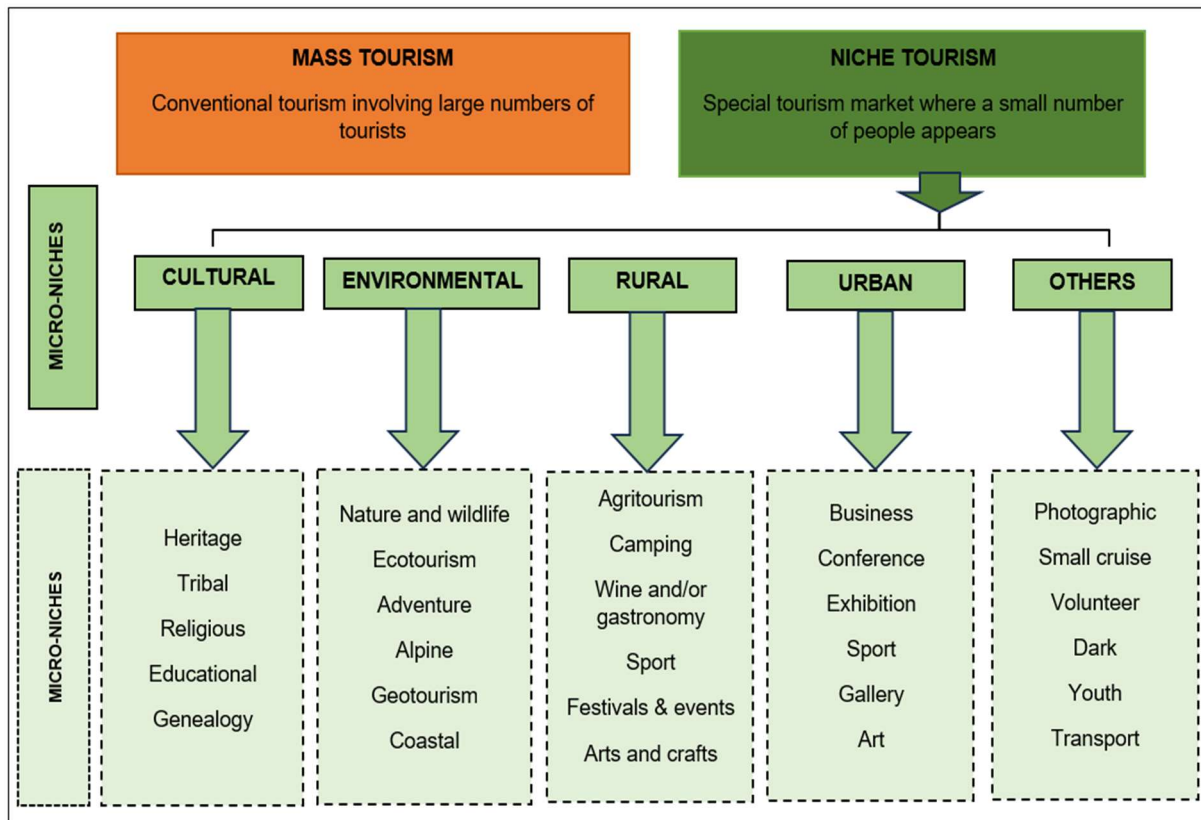 MASS TOURISM
Conventional tourism involving large numbers of
tourists
NICHE TOURISM
Special tourism market where a small number
of people appears
MICRO-NICHES
CULTURAL
ENVIRONMENTAL
RURAL
URBAN
OTHERS
MICRO-NICHES
Heritage
Tribal
Religious
Educational
Genealogy
Nature and wildlife
Ecotourism
Adventure
Alpine
Geotourism
Coastal
Agritourism
Camping
Wine and/or
gastronomy
Sport
Festivals & events
Arts and crafts
Business
Conference
Exhibition
Sport
Gallery
Art
Photographic
Small cruise
Volunteer
Dark
Youth
Transport